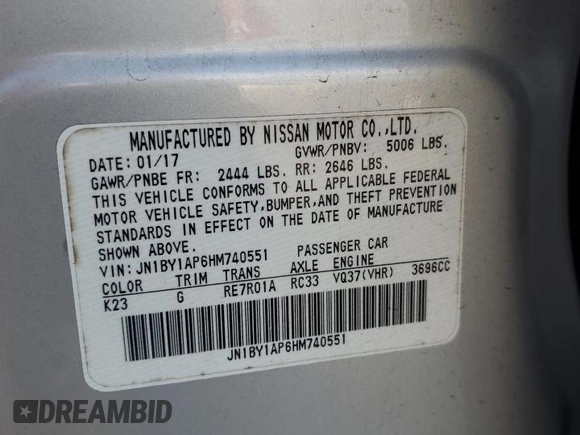 MANUFACTURED BY NISSAN MOTOR CO.,LTD.
DATE: 01/17 GVWR/PNBV: 5006 LBS.
GAWR/PNBE FR: 2444 LBS. RR: 2646 LBS.
THIS VEHICLE CONFORMS TO ALL APPLICABLE FEDERAL
MOTOR VEHICLE SAFETY,BUMPER,AND THEFT PREVENTION
STANDARDS IN EFFECT ON THE DATE OF MANUFACTURE
SHOWN ABOVE.
VIN: JN1BY1AP6HM740551 PASSENGER CAR
COLOR TRIM TRANS AXLE ENGINE
K23 G RE7R01A RC33 VQ37(VHR) 3696CC
JN1BY1AP6HM740551
DREAMBID